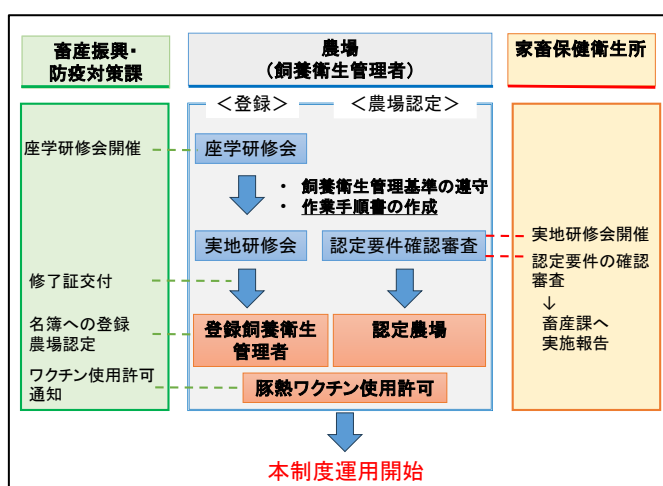 畜産振興・
防疫対策課
農場
（飼養衛生管理者）
家畜保健衛生所
＜登録＞
＜農場認定＞
座学研修会開催
座学研修会
・ 飼養衛生管理基準の遵守
・ 作業手順書の作成
実地研修会
認定要件確認審査
実地研修会開催
認定要件の確認
審査
↓
畜産課へ
実施報告
修了証交付
名簿への登録
農場認定
登録飼養衛生
管理者
認定農場
ワクチン使用許可
通知
豚熱ワクチン使用許可
本制度運用開始